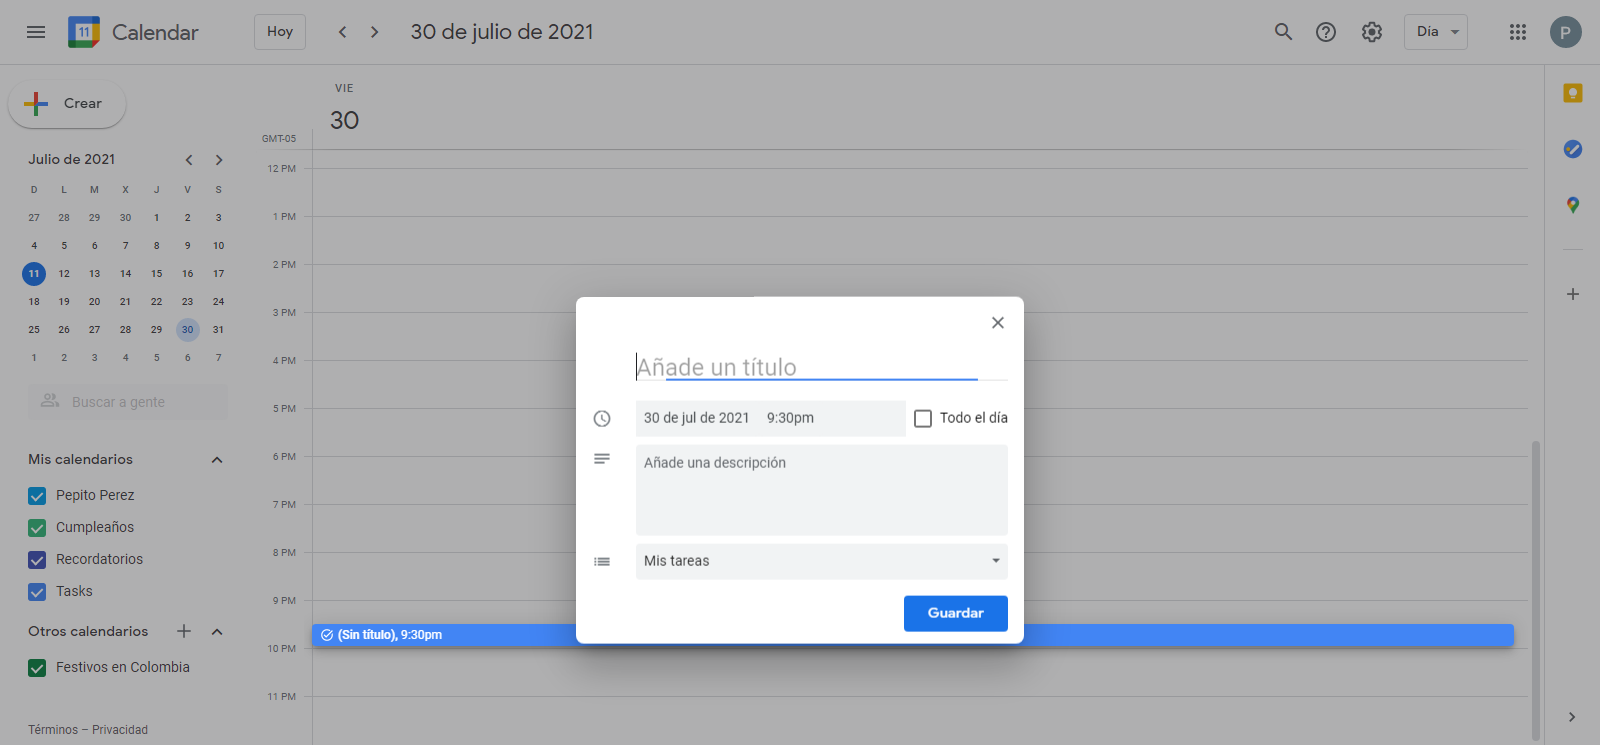 11 Calendar Hoy 30 de julio de 2021 Día P
Crear
Julio de 2021
D L M X J V S
27 28 29 30 1 2 3
4 5 6 7 8 9 10
11 12 13 14 15 16 17
18 19 20 21 22 23 24
25 26 27 28 29 30 31
1 2 3 4 5 6 7
Buscar a gente
Mis calendarios
Pepito Perez
Cumpleaños
Recordatorios
Tasks
Otros calendarios
Festivos en Colombia
Términos – Privacidad
VIE
30
GMT-05
12 PM
1 PM
2 PM
3 PM
4 PM
5 PM
6 PM
7 PM
8 PM
9 PM
(Sin título), 9:30pm
10 PM
11 PM
Añade un título
30 de jul de 2021 9:30pm Todo el día
Añade una descripción
Mis tareas
Guardar